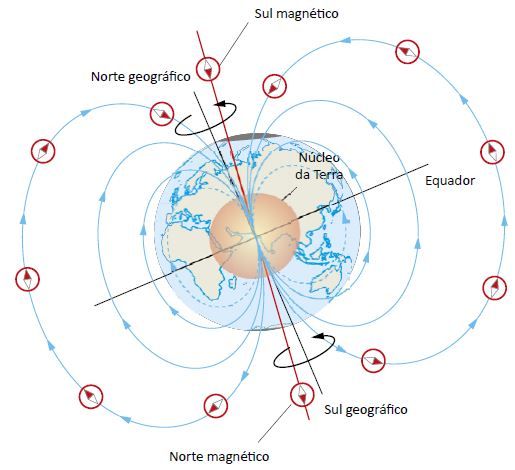 Sul magnético
Norte geográfico
Núcleo
da Terra
Equador
Sul geográfico
Norte magnético